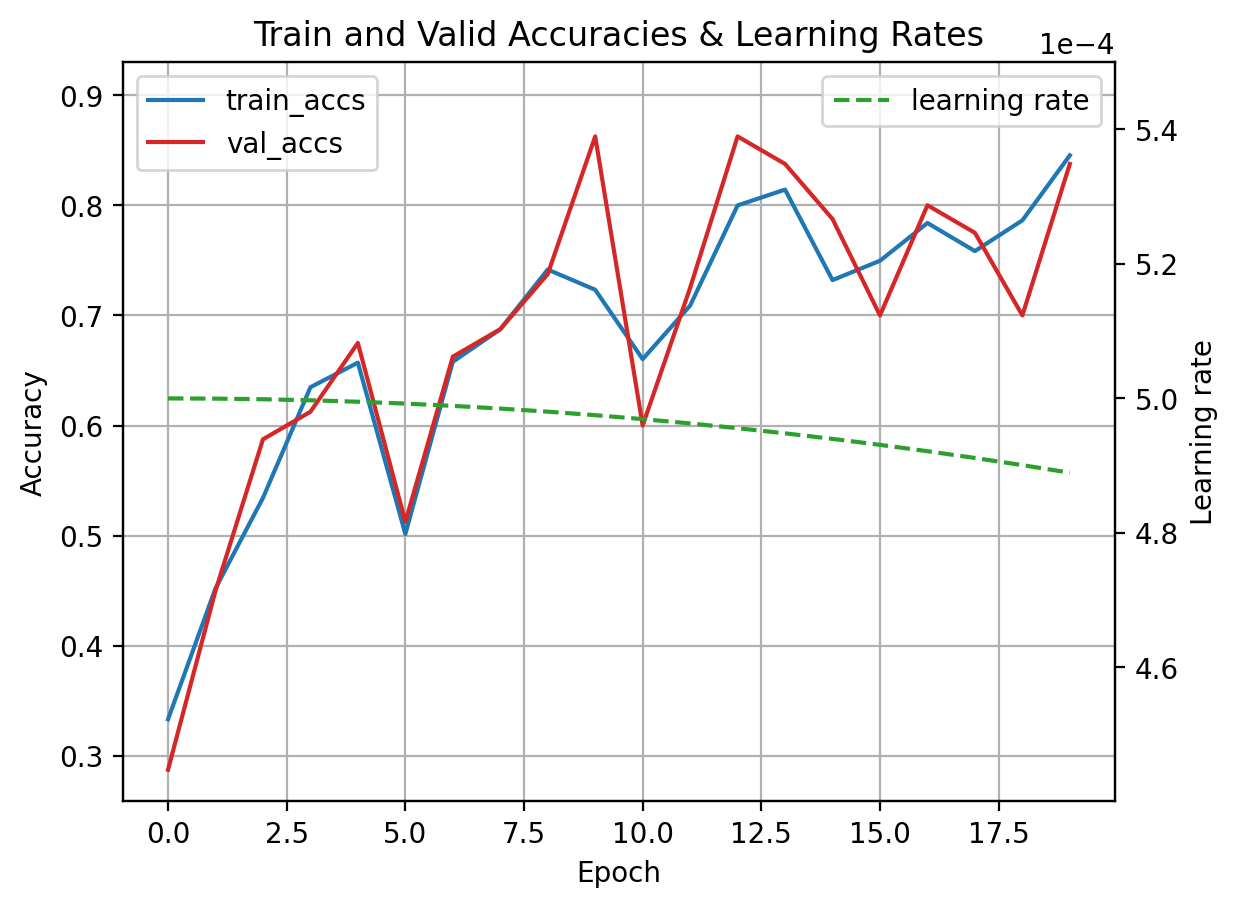 Train and Valid Accuracies & Learning Rates
1e−4
train_accs
val_accs
learning rate
0.9
0.8
0.7
0.6
0.5
0.4
0.3
Accuracy
5.4
5.2
5.0
4.8
4.6
Learning rate
0.0 2.5 5.0 7.5 10.0 12.5 15.0 17.5
Epoch